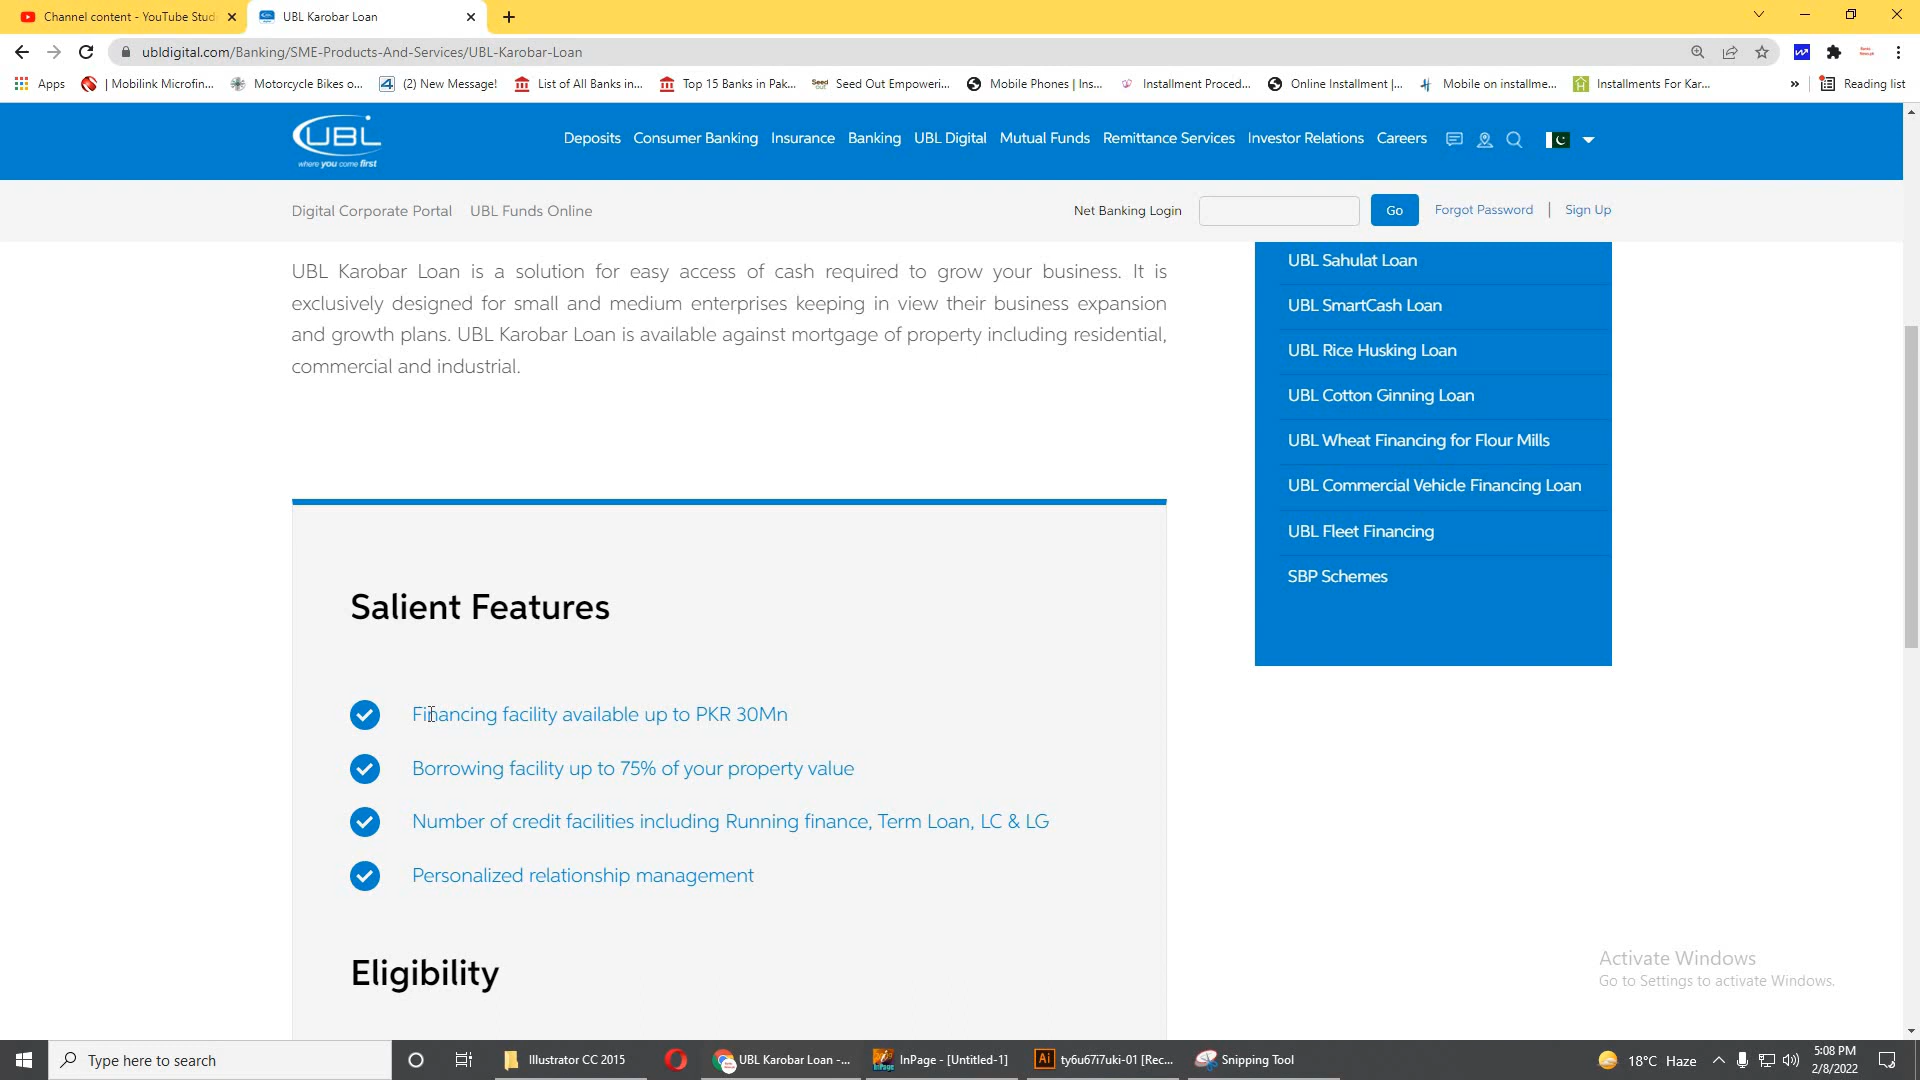 Channel content - YouTube Stud
UBL Karobar Loan
ubldigital.com/Banking/SME-Products-And-Services/UBL-Karobar-Loan
Apps
| Mobilink Microfin...
Motorcycle Bikes o...
(2) New Message!
List of All Banks in...
Top 15 Banks in Pak...
Seed Out Empoweri...
Mobile Phones | Ins...
Installment Proced...
Online Installment |...
Mobile on installme...
Installments For Kar...
»
Reading list
UBL
where you come first
Deposits
Consumer Banking
Insurance
Banking
UBL Digital
Mutual Funds
Remittance Services
Investor Relations
Careers
Digital Corporate Portal
UBL Funds Online
Net Banking Login
Go
Forgot Password
|
Sign Up
UBL Karobar Loan is a solution for easy access of cash required to grow your business. It is
exclusively designed for small and medium enterprises keeping in view their business expansion
and growth plans. UBL Karobar Loan is available against mortgage of property including residential,
commercial and industrial.
UBL Sahulat Loan
UBL SmartCash Loan
UBL Rice Husking Loan
UBL Cotton Ginning Loan
UBL Wheat Financing for Flour Mills
UBL Commercial Vehicle Financing Loan
UBL Fleet Financing
SBP Schemes
Salient Features
Financing facility available up to PKR 30Mn
Borrowing facility up to 75% of your property value
Number of credit facilities including Running finance, Term Loan, LC & LG
Personalized relationship management
Eligibility
Activate Windows
Go to Settings to activate Windows.
Type here to search
Illustrator CC 2015
UBL Karobar Loan -...
InPage - [Untitled-1]
Ai
ty6u67i7uki-01 [Rec...
Snipping Tool
18°C Haze
5:08 PM
2/8/2022